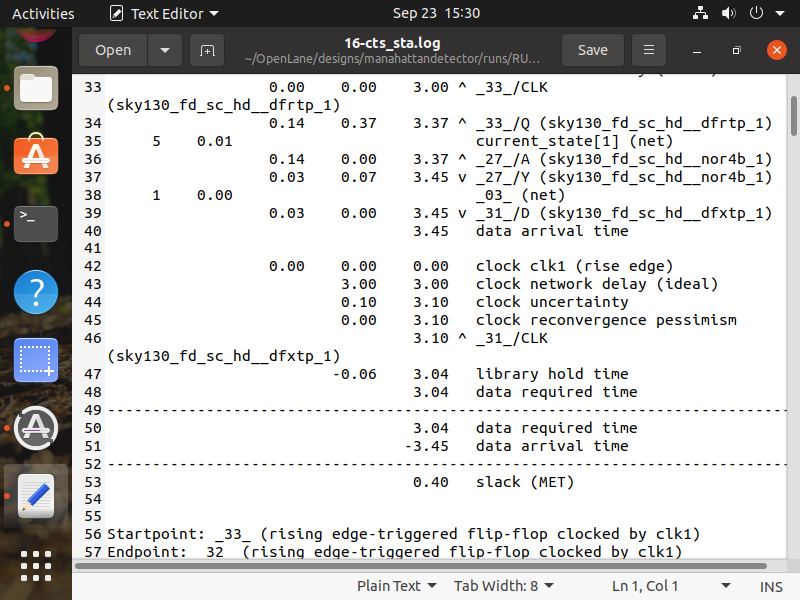 Activities Text Editor Sep 23 15:30
Open 16-cts_sta.log Save
~/OpenLane/designs/manahattandetector/runs/RU...
33 0.00 0.00 3.00 ^ _33_/CLK
(sky130_fd_sc_hd__dfrtp_1)
34 0.14 0.37 3.37 ^ _33_/Q (sky130_fd_sc_hd__dfrtp_1)
35 5 0.01 current_state[1] (net)
36 0.14 0.00 3.37 ^ _27_/A (sky130_fd_sc_hd__nor4b_1)
37 0.03 0.07 3.45 v _27_/Y (sky130_fd_sc_hd__nor4b_1)
38 1 0.00 _03_ (net)
39 0.03 0.00 3.45 v _31_/D (sky130_fd_sc_hd__dfxtp_1)
40 3.45 data arrival time
41
42 0.00 0.00 0.00 clock clk1 (rise edge)
43 3.00 3.00 clock network delay (ideal)
44 0.10 3.10 clock uncertainty
45 0.00 3.10 clock reconvergence pessimism
46 3.10 ^ _31_/CLK
(sky130_fd_sc_hd__dfxtp_1)
47 -0.06 3.04 library hold time
48 3.04 data required time
49 ---------------------------------------------------------------------------
50 3.04 data required time
51 -3.45 data arrival time
52 ---------------------------------------------------------------------------
53 0.40 slack (MET)
54
55
56 Startpoint: _33_ (rising edge-triggered flip-flop clocked by clk1)
57 Endpoint: _32_ (rising edge-triggered flip-flop clocked by clk1)
Plain Text Tab Width: 8 Ln 1, Col 1 INS